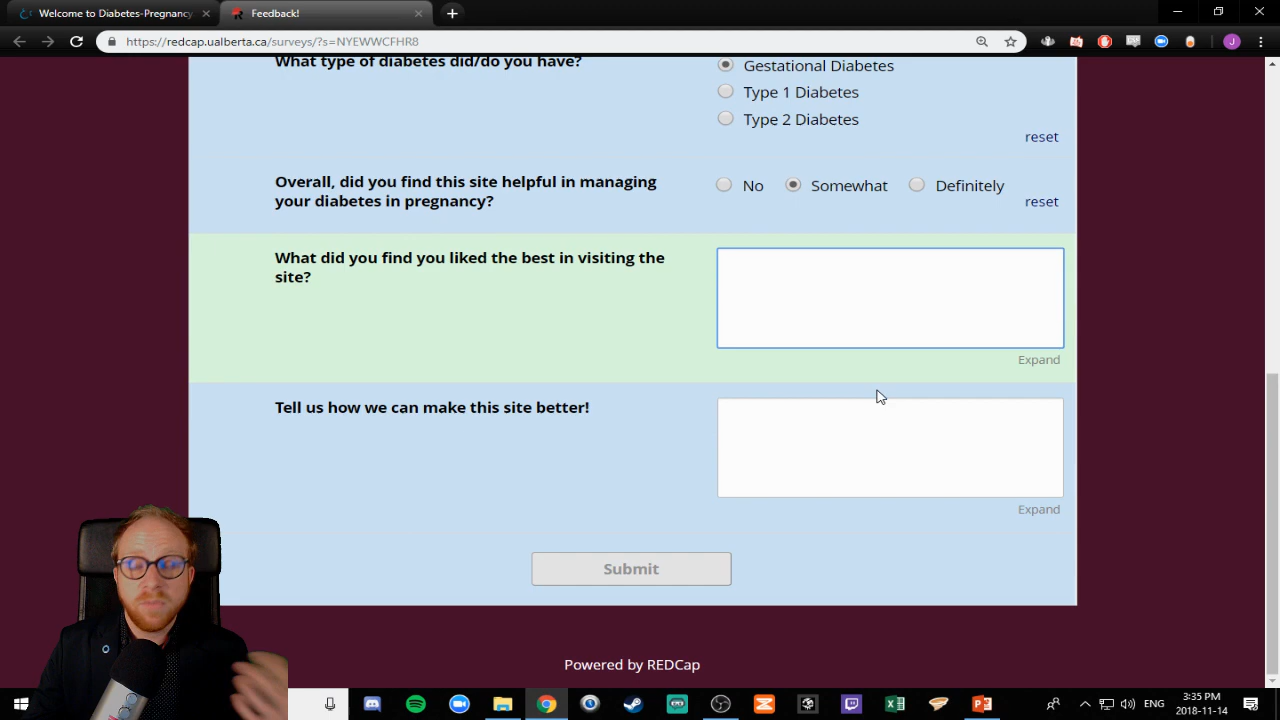 Welcome to Diabetes-Pregnancy
Feedback!
https://redcap.ualberta.ca/surveys/?s=NYEWWCFHR8
J
What type of diabetes did/do you have?
Gestational Diabetes
Type 1 Diabetes
Type 2 Diabetes
reset
Overall, did you find this site helpful in managing
your diabetes in pregnancy?
No
Somewhat
Definitely
reset
What did you find you liked the best in visiting the
site?
Expand
Tell us how we can make this site better!
Expand
Submit
Powered by REDCap
ENG
3:35 PM
2018-11-14